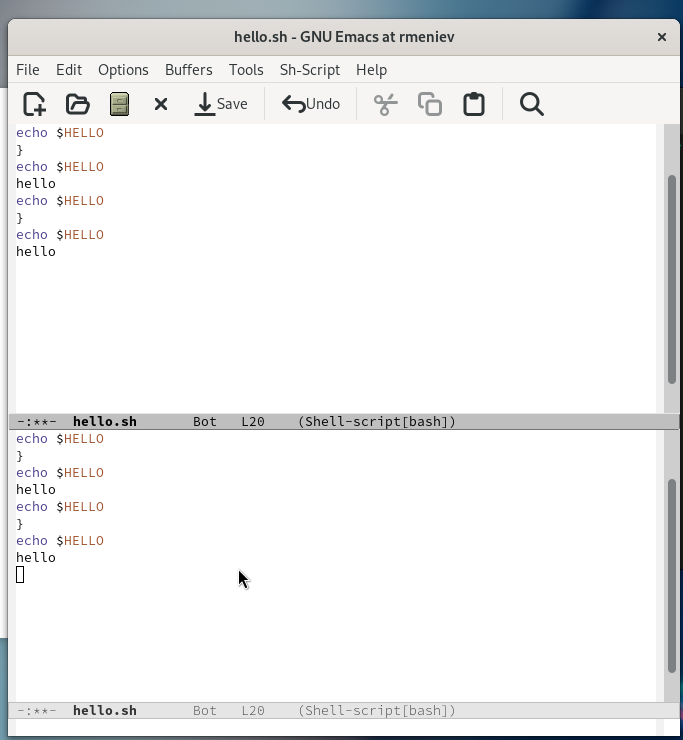 hello.sh - GNU Emacs at rmeniev ×
File Edit Options Buffers Tools Sh-Script Help
Save Undo
echo $HELLO
}
echo $HELLO
hello
echo $HELLO
}
echo $HELLO
hello
-:**- hello.sh Bot L20 (Shell-script[bash])
echo $HELLO
}
echo $HELLO
hello
echo $HELLO
}
echo $HELLO
hello
-:**- hello.sh Bot L20 (Shell-script[bash])